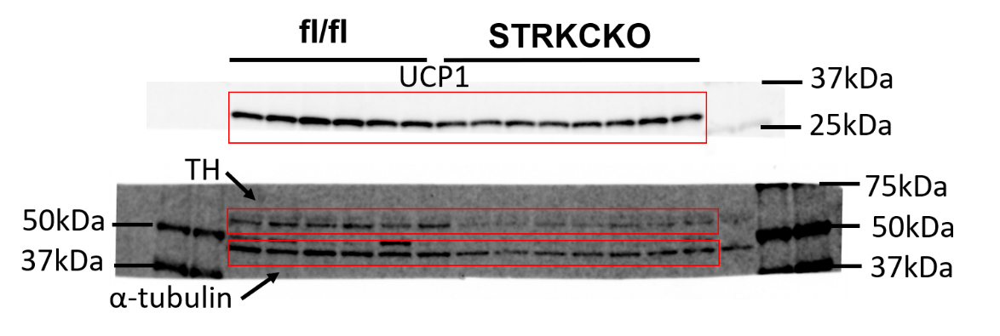 fl/fl STRKCKO
UCP1
37kDa
25kDa
TH
75kDa
50kDa 50kDa
37kDa 37kDa
α-tubulin